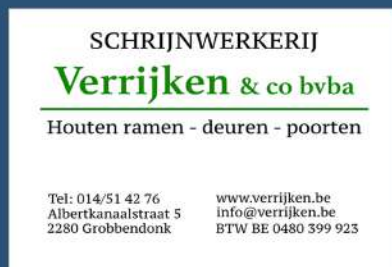 SCHRIJNWERKERIJ
Verrijken & co bvba
Houten ramen - deuren - poorten
Tel: 014/51 42 76
Albertkanaalstraat 5
2280 Grobbendonk
www.verrijken.be
info@verrijken.be
BTW BE 0480 399 923